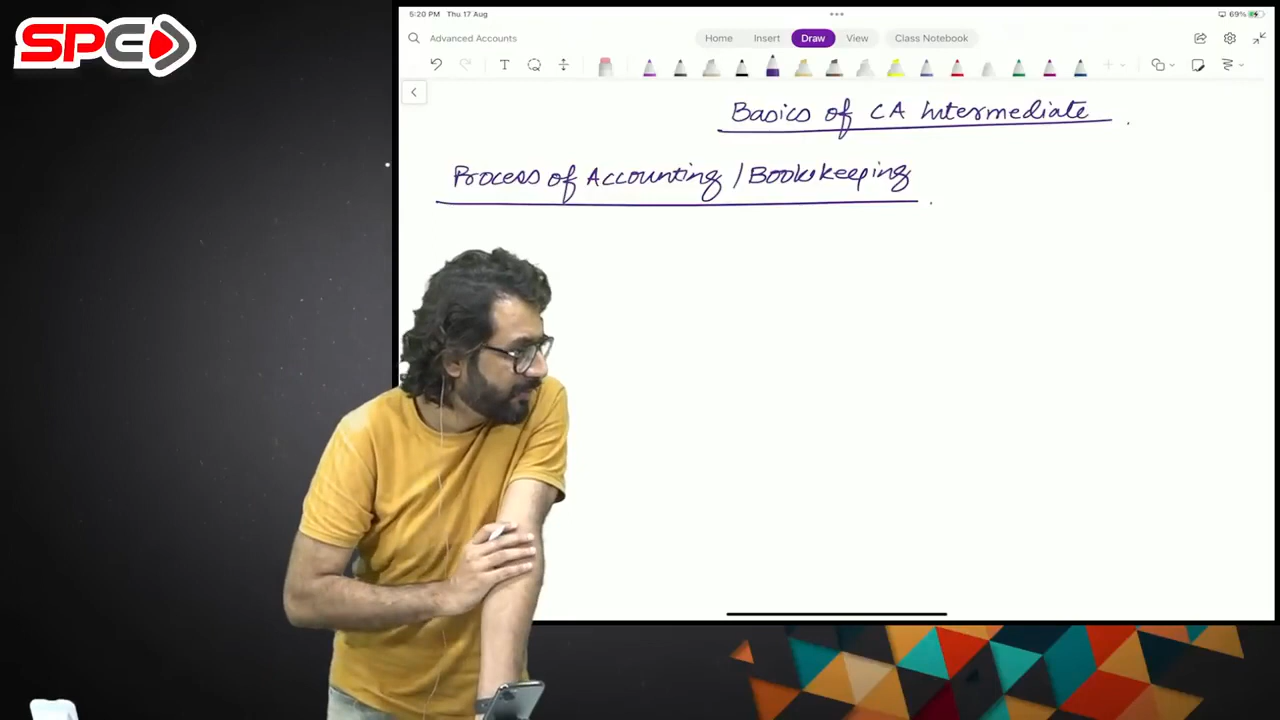 SPED
5:20 PM Thu 17 Aug
69%
Advanced Accounts
Home Insert Draw View Class Notebook
Basics of CA Intermediate
Process of Accounting / Bookkeeping